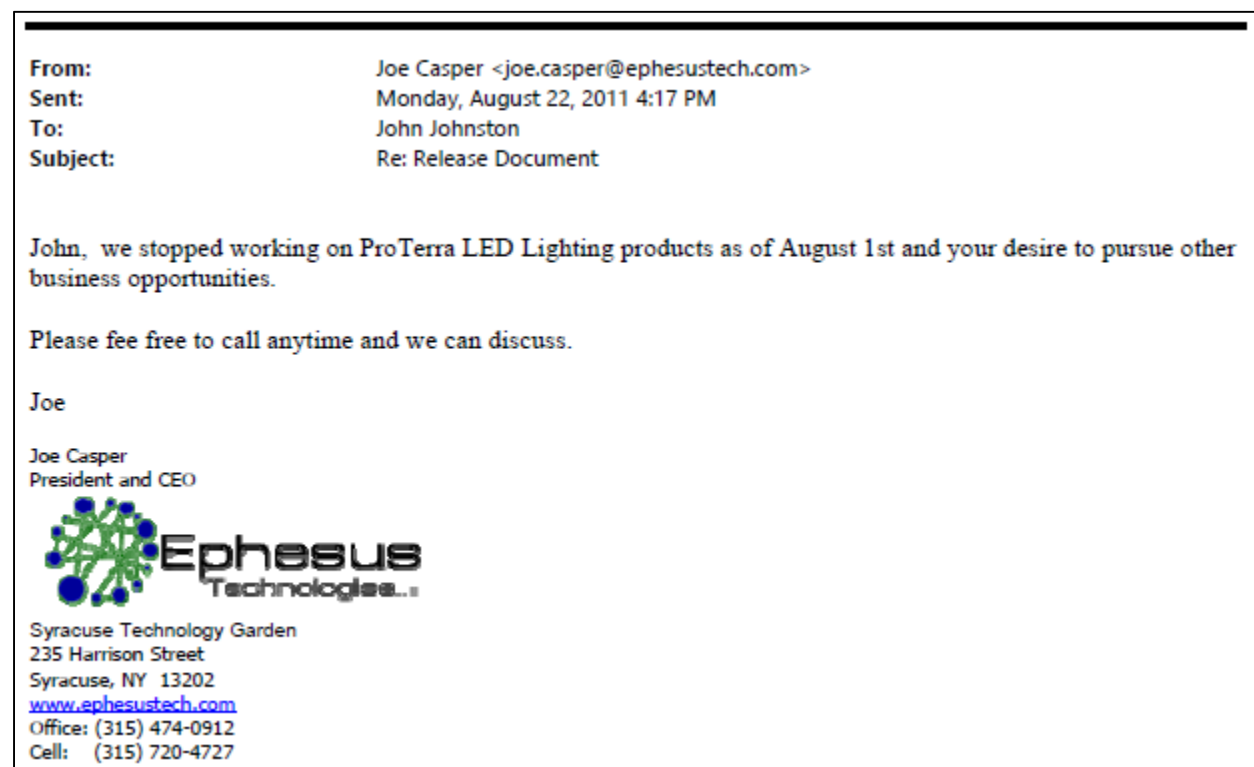 From: Joe Casper <joe.casper@ephesustech.com>
Sent: Monday, August 22, 2011 4:17 PM
To: John Johnston
Subject: Re: Release Document
John,  we stopped working on ProTerra LED Lighting products as of August 1st and your desire to pursue other
business opportunities.
Please fee free to call anytime and we can discuss.
Joe
Joe Casper
President and CEO
Ephesus
Technologies...
Syracuse Technology Garden
235 Harrison Street
Syracuse, NY  13202
www.ephesustech.com
Office: (315) 474-0912
Cell:   (315) 720-4727